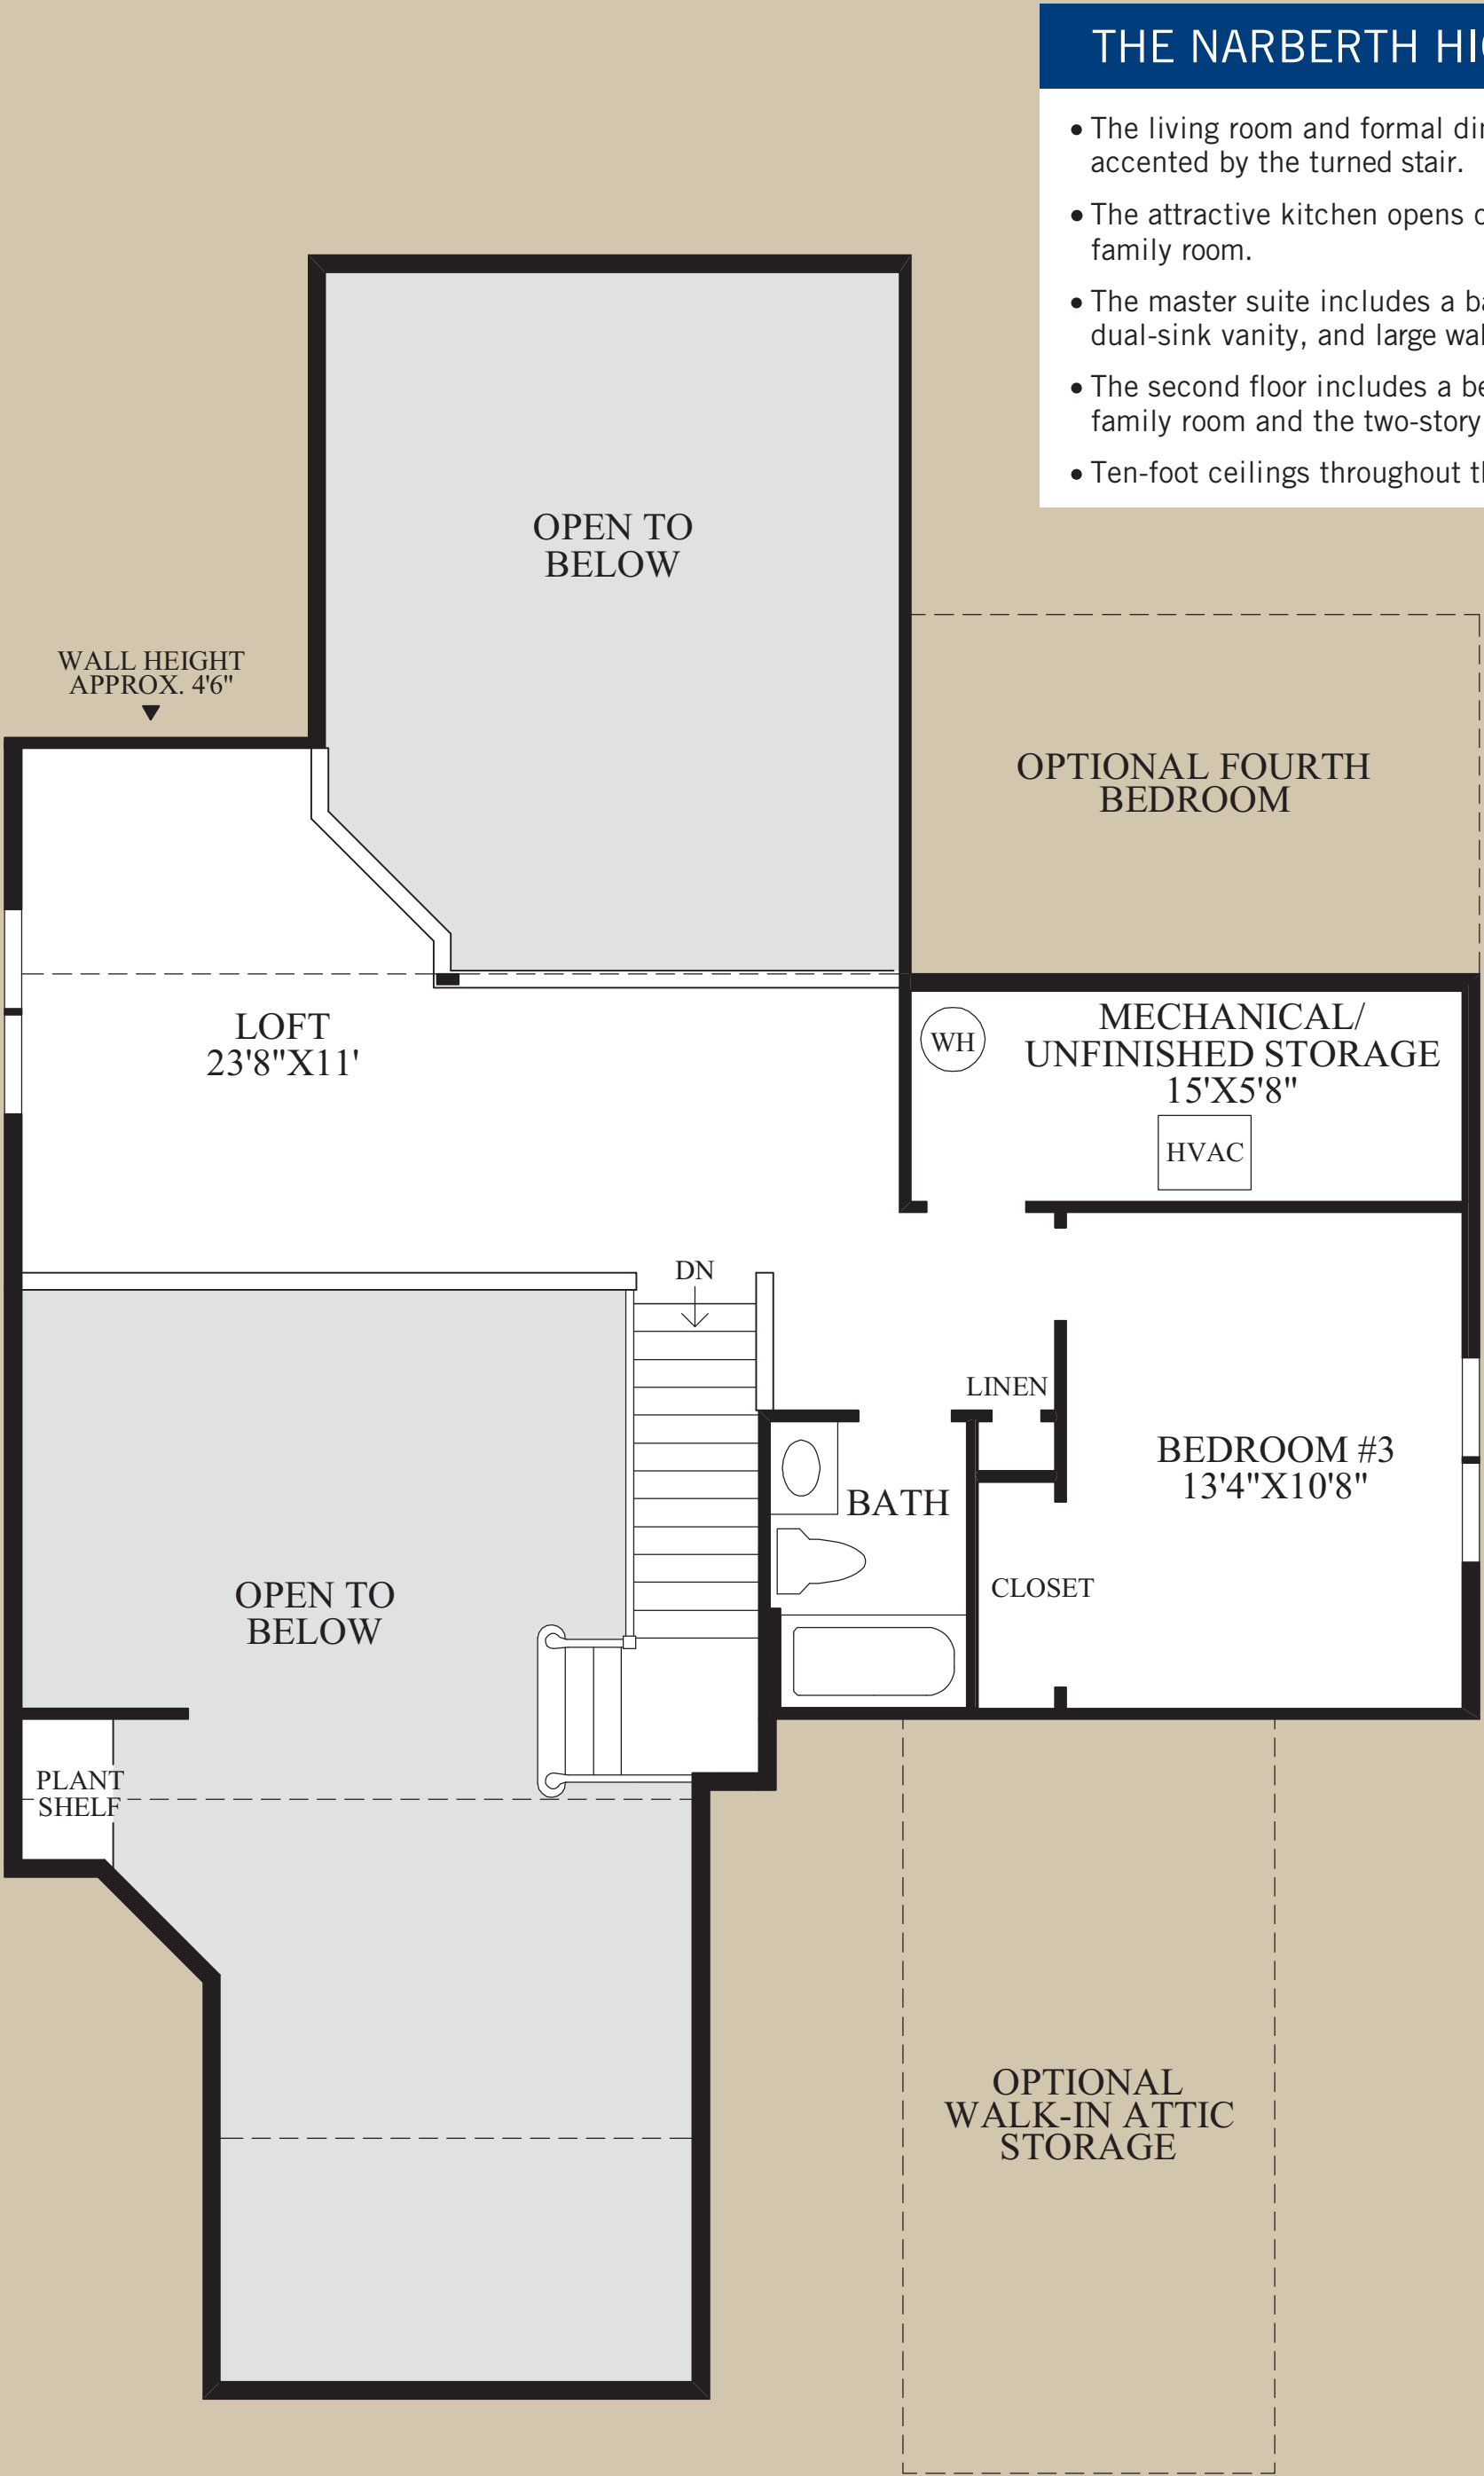 THE NARBERTH
• The living room and formal
accented by the turned stair.
• The attractive kitchen opens
family room.
• The master suite includes a
dual-sink vanity, and large
• The second floor includes a
family room and the two-story
• Ten-foot ceilings throughout
OPEN TO
BELOW
WALL HEIGHT
APPROX. 4'6"
OPTIONAL FOURTH
BEDROOM
LOFT
23'8"X11'
WH
MECHANICAL/
UNFINISHED STORAGE
15'X5'8"
HVAC
DN
LINEN
BEDROOM #3
13'4"X10'8"
BATH
CLOSET
OPEN TO
BELOW
PLANT
SHELF
OPTIONAL
WALK-IN ATTIC
STORAGE